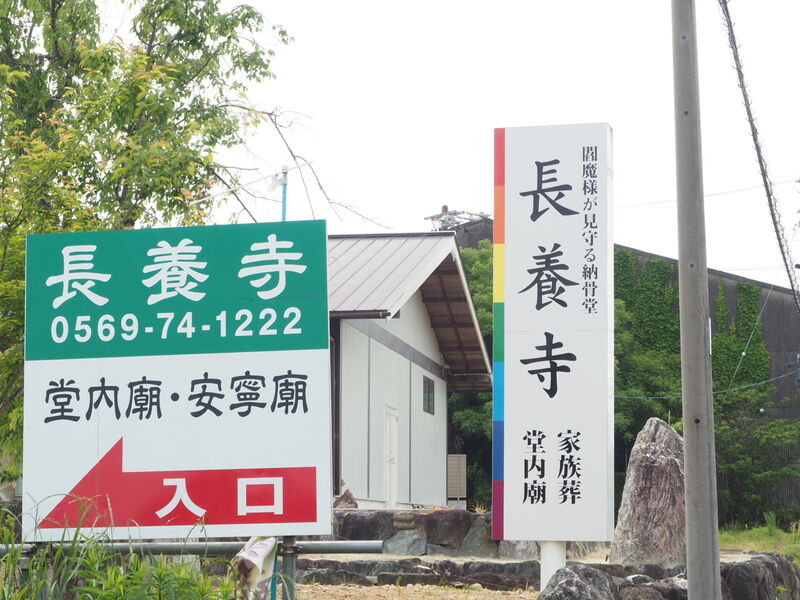 長養寺
0569-74-1222
堂内廟・安寧廟
入口
閻魔様が見守る納骨堂
長養寺
家族葬
堂内廟